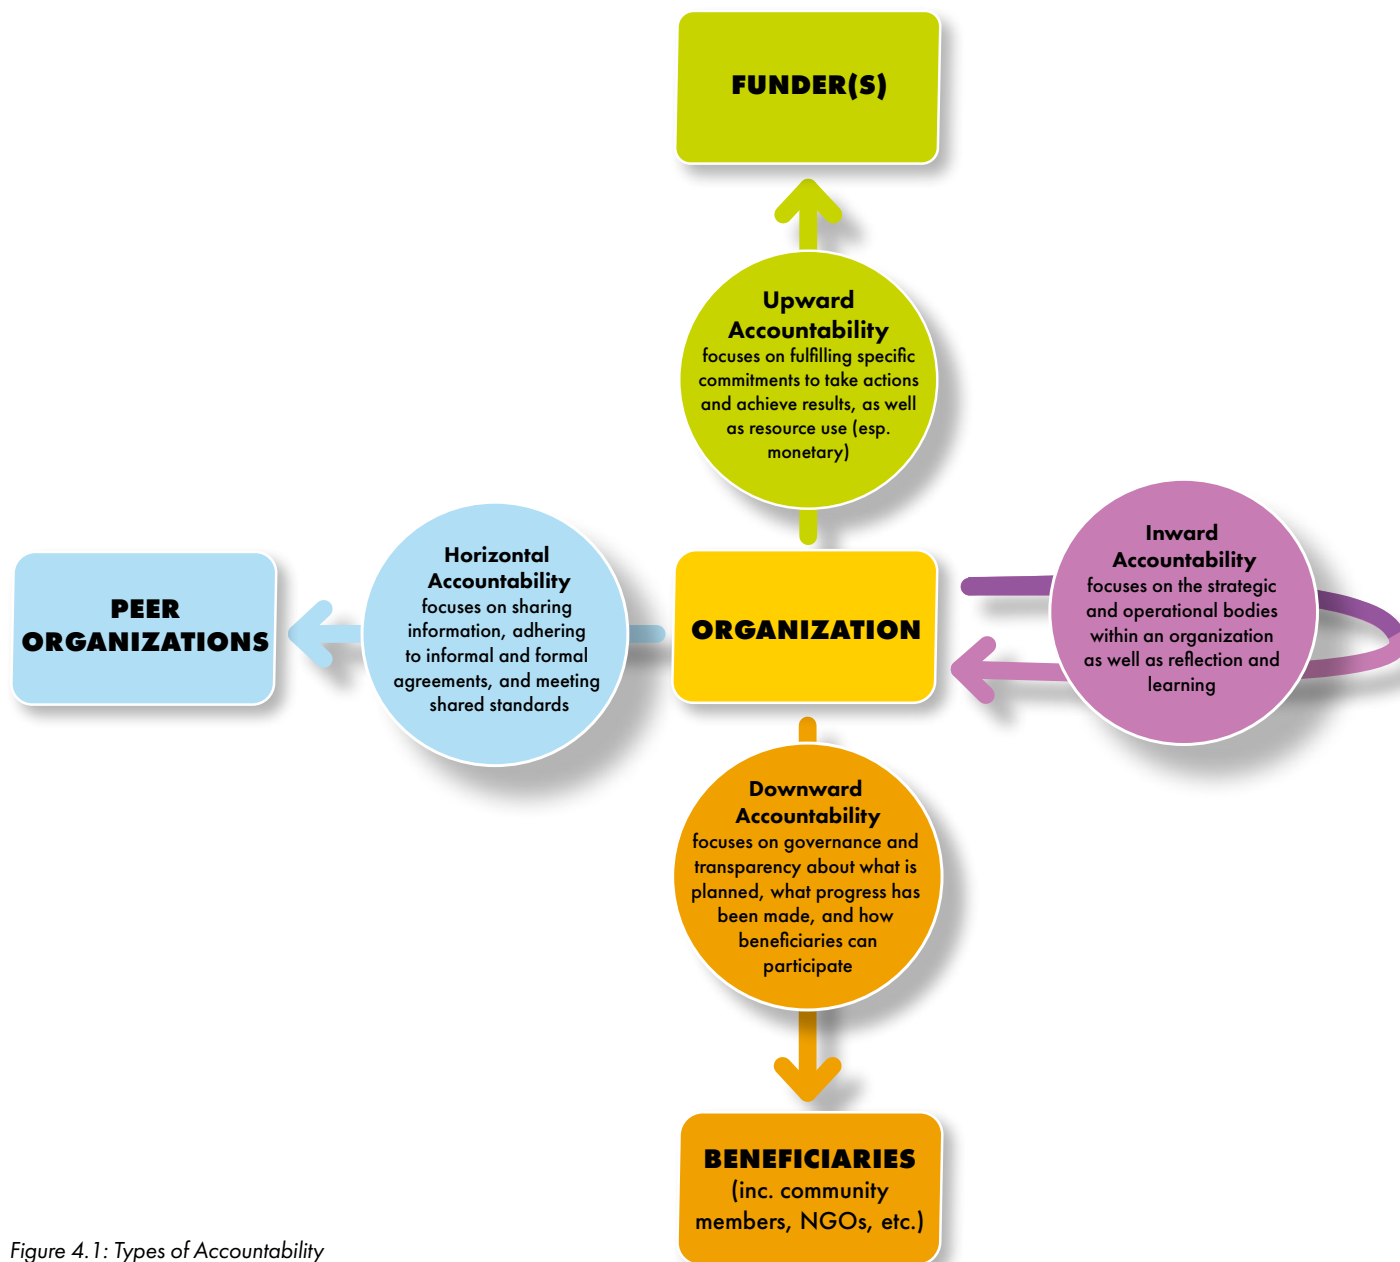 FUNDER(S)
Upward
Accountability
focuses on fulfilling specific
commitments to take actions
and achieve results, as well
as resource use (esp.
monetary)
Horizontal
Accountability
focuses on sharing
information, adhering
to informal and formal
agreements, and meeting
shared standards
PEER
ORGANIZATIONS
ORGANIZATION
Inward
Accountability
focuses on the strategic
and operational bodies
within an organization
as well as reflection and
learning
Downward
Accountability
focuses on governance and
transparency about what is
planned, what progress has
been made, and how
beneficiaries can
participate
BENEFICIARIES
(inc. community
members, NGOs, etc.)
Figure 4.1: Types of Accountability